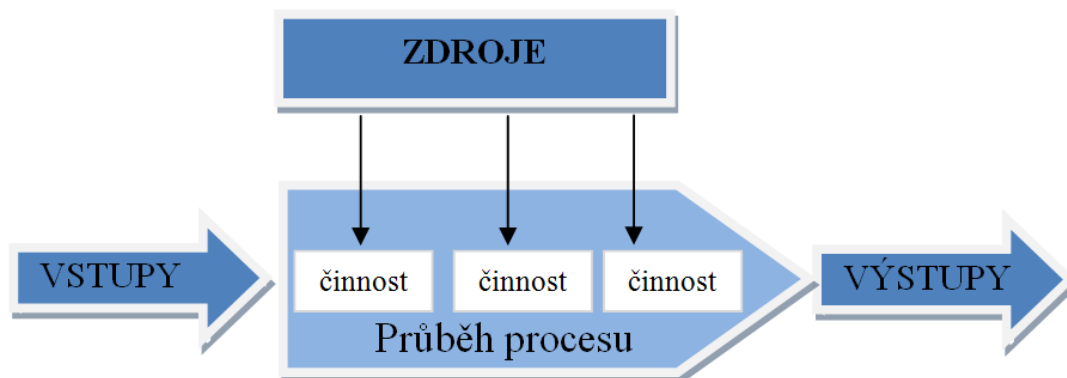 ZDROJE
VSTUPY
činnost
činnost
činnost
VÝSTUPY
Průběh procesu